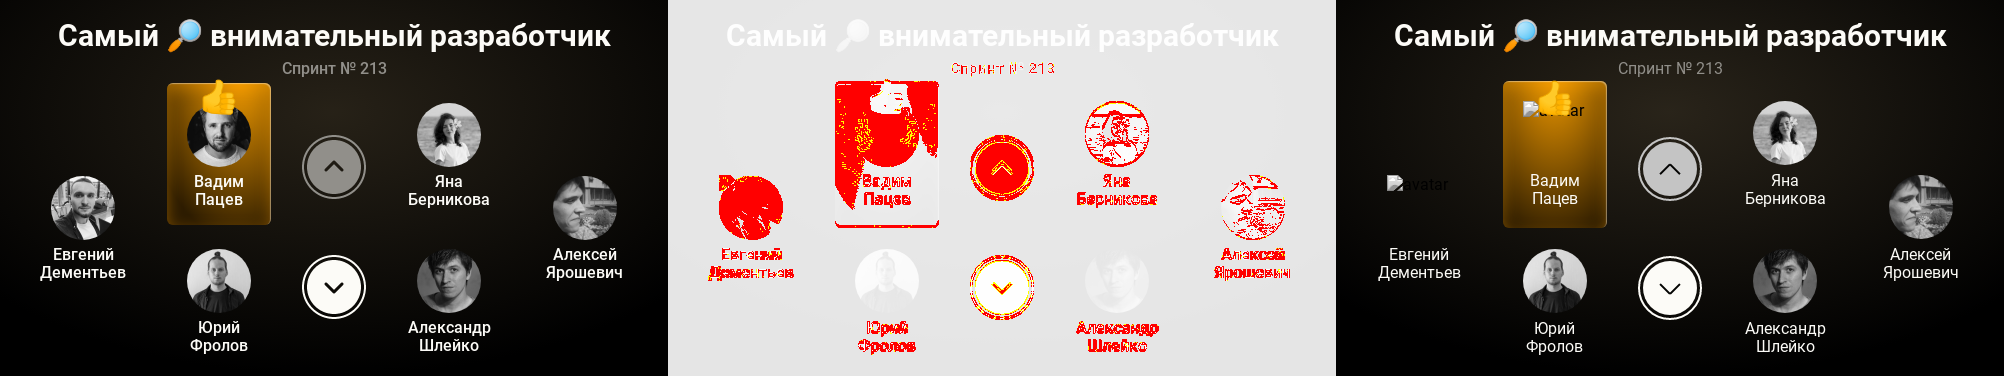 Самый 🔎 внимательный разработчик
Спринт № 213
Вадим
Пацев
Яна
Берникова
Евгений
Дементьев
Алексей
Ярошевич
Юрий
Фролов
Александр
Шлейко
Самый 🔎 внимательный разработчик
Спринт № 213
Вадим
Пацев
Яна
Берникова
Евгений
Дементьев
Алексей
Ярошевич
Юрий
Фролов
Александр
Шлейко
Самый 🔎 внимательный разработчик
Спринт № 213
avatar
Вадим
Пацев
Яна
Берникова
avatar
Евгений
Дементьев
Алексей
Ярошевич
Юрий
Фролов
Александр
Шлейко